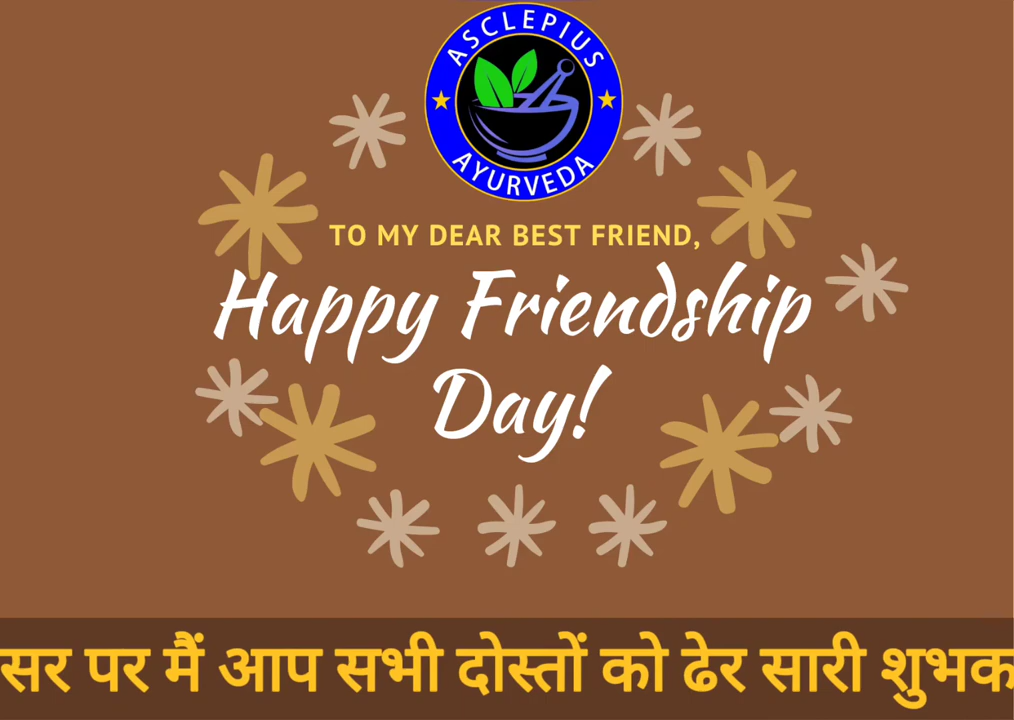 ASCLEPIUS
AYURVEDA
TO MY DEAR BEST FRIEND,
Happy Friendship
Day!
सर पर मैं आप सभी दोस्तों को ढेर सारी शुभक